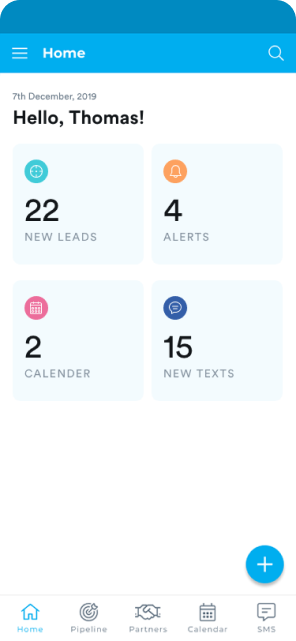 Home
7th December, 2019
Hello, Thomas!
22
NEW LEADS
4
ALERTS
2
CALENDER
15
NEW TEXTS
Home
Pipeline
Partners
Calendar
SMS